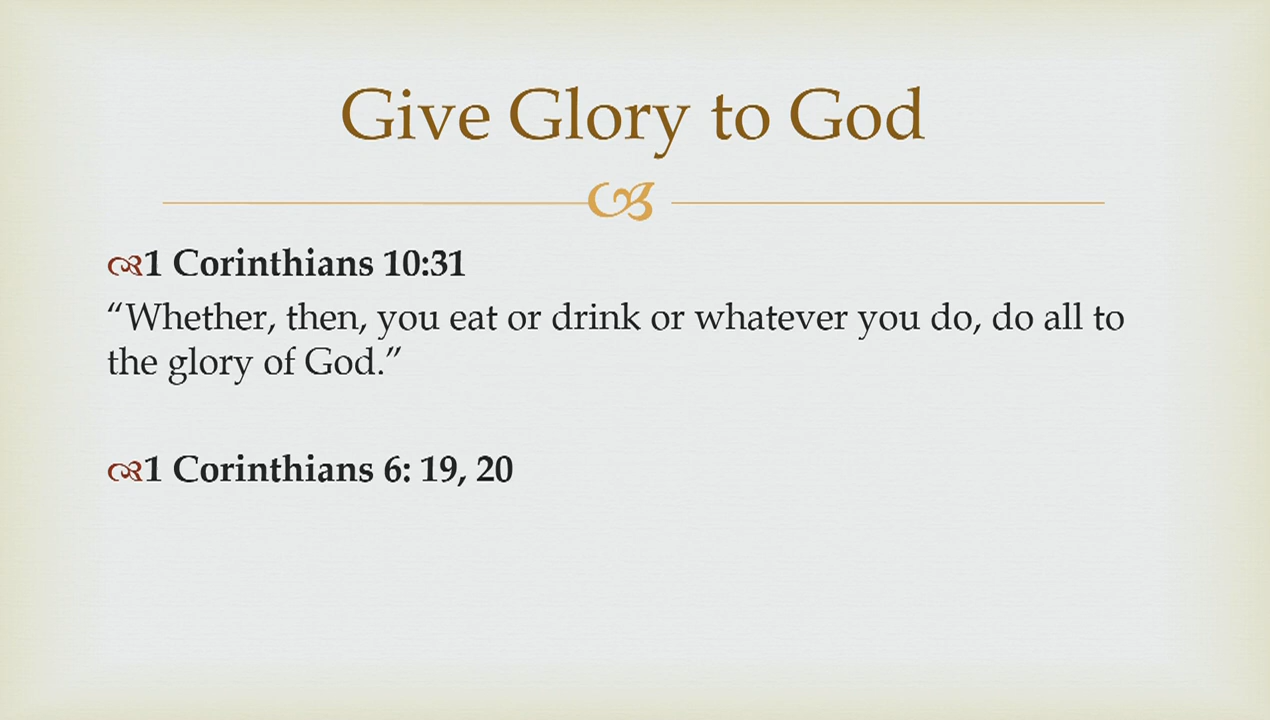 Give Glory to God
1 Corinthians 10:31
“Whether, then, you eat or drink or whatever you do, do all to
the glory of God.”
1 Corinthians 6: 19, 20